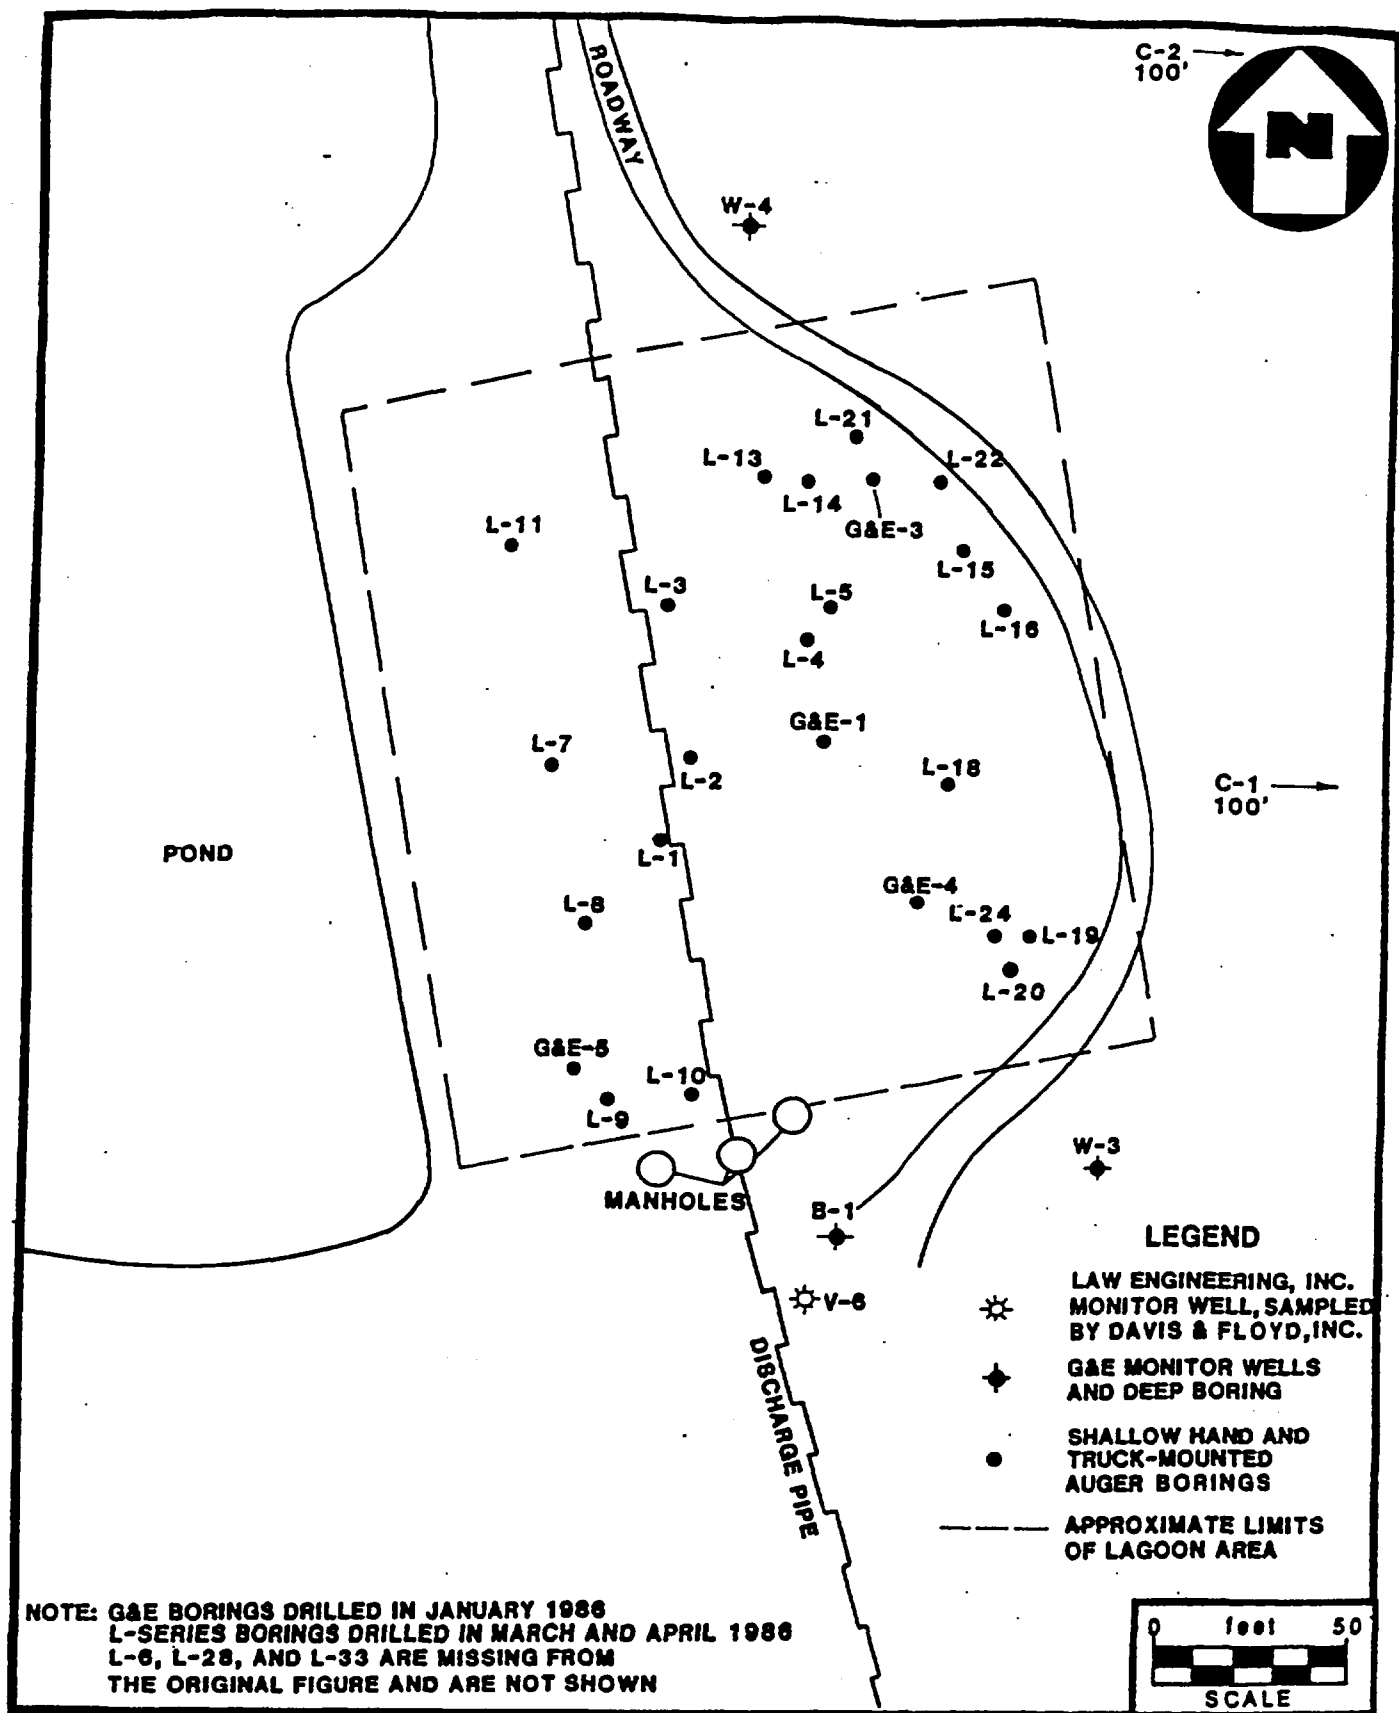 C-2
100'
N
ROADWAY
W-4
L-21
L-13
L-22
L-14
G&E-3
L-11
L-15
L-3
L-5
L-16
L-4
G&E-1
L-7
L-2
L-18
C-1
100'
POND
L-1
G&E-4
L-8
L-24
L-19
L-20
G&E-5
L-10
L-9
W-3
MANHOLES
B-1
V-6
DISCHARGE PIPE
LEGEND
LAW ENGINEERING, INC.
MONITOR WELL, SAMPLED
BY DAVIS & FLOYD, INC.
G&E MONITOR WELLS
AND DEEP BORING
SHALLOW HAND AND
TRUCK-MOUNTED
AUGER BORINGS
APPROXIMATE LIMITS
OF LAGOON AREA
NOTE: G&E BORINGS DRILLED IN JANUARY 1986
L-SERIES BORINGS DRILLED IN MARCH AND APRIL 1986
L-6, L-28, AND L-33 ARE MISSING FROM
THE ORIGINAL FIGURE AND ARE NOT SHOWN
0 feet 50
SCALE